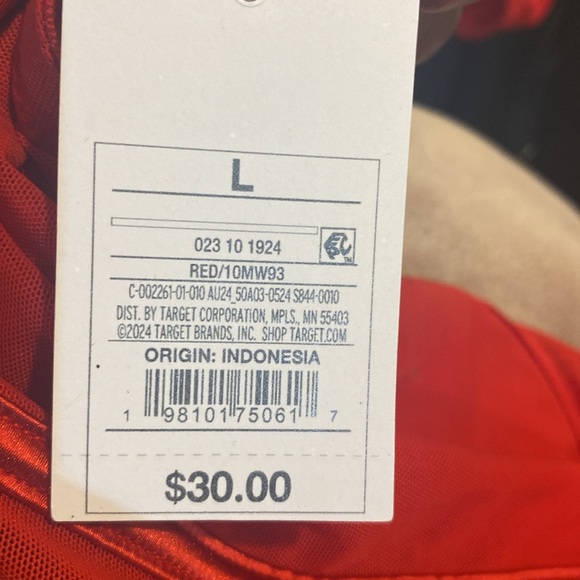 L
023 10 1924
RED/10MW93
C-002261-01-010 AU24_50A03-0524 S844-0010
DIST. BY TARGET CORPORATION, MPLS., MN 55403
©2024 TARGET BRANDS, INC. SHOP TARGET.COM
ORIGIN: INDONESIA
1 98101 75061 7
$30.00